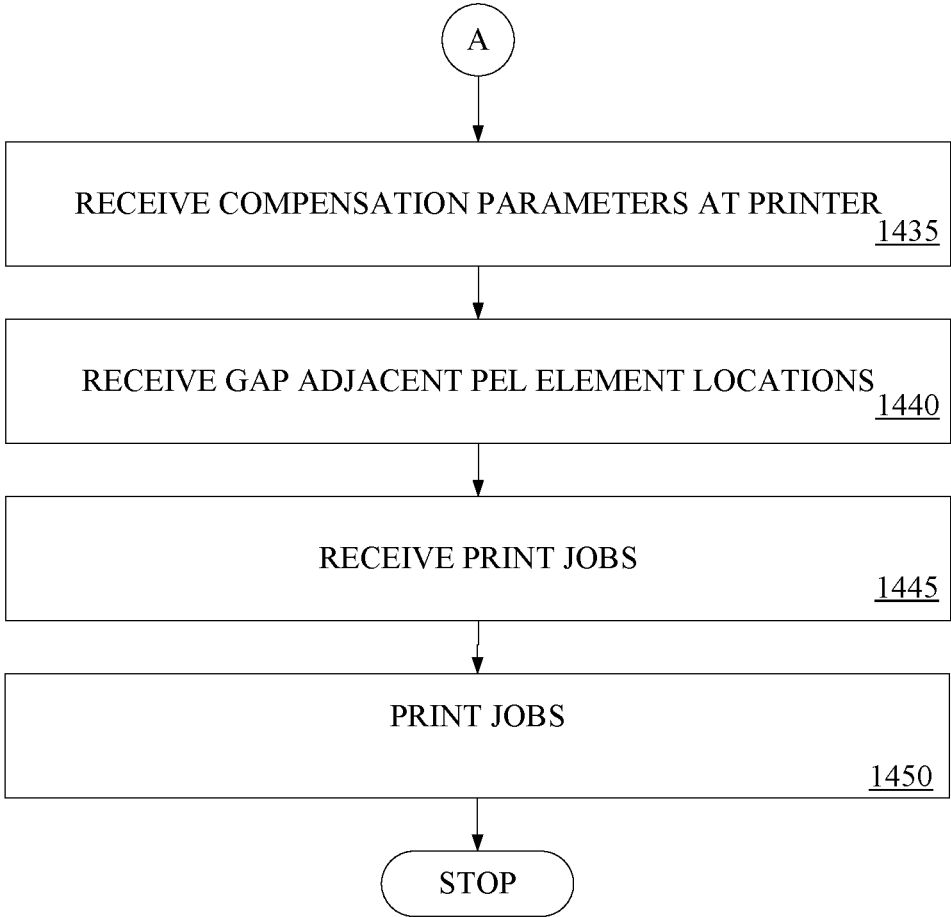 A
RECEIVE COMPENSATION PARAMETERS AT PRINTER
1435
RECEIVE GAP ADJACENT PEL ELEMENT LOCATIONS
1440
RECEIVE PRINT JOBS
1445
PRINT JOBS
1450
STOP